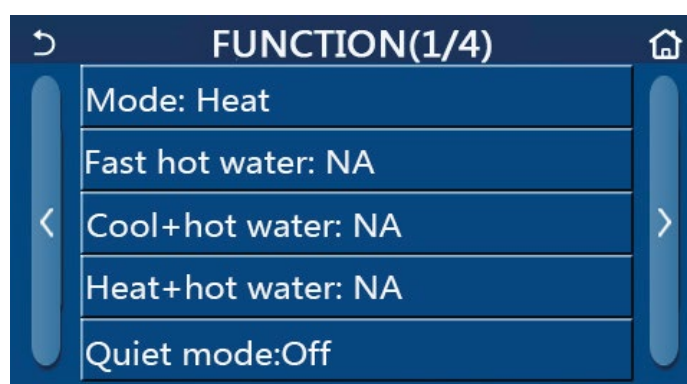 FUNCTION(1/4)
Mode: Heat
Fast hot water: NA
Cool+hot water: NA
Heat+hot water: NA
Quiet mode:Off